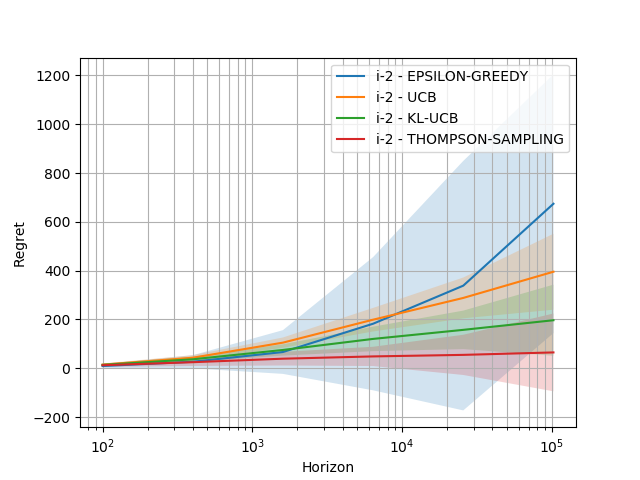 1200
1000
800
600
400
200
0
−200
Regret
i-2 - EPSILON-GREEDY
i-2 - UCB
i-2 - KL-UCB
i-2 - THOMPSON-SAMPLING
10² 10³ 10⁴ 10⁵
Horizon